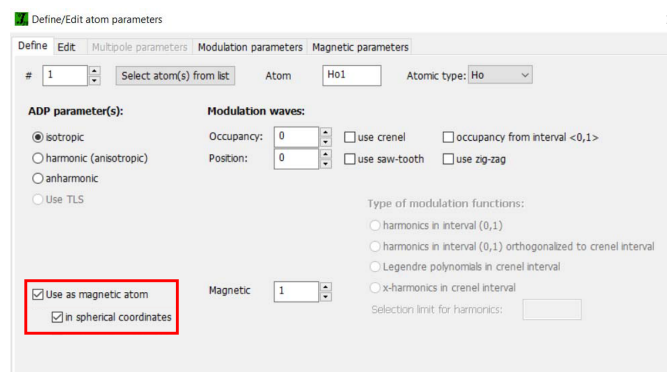 Define/Edit atom parameters
Define Edit Multipole parameters Modulation parameters Magnetic parameters
# 1 Select atom(s) from list Atom Ho1 Atomic type: Ho
ADP parameter(s): Modulation waves:
isotropic Occupancy: 0 use crenel occupancy from interval <0,1>
harmonic (anisotropic) Position: 0 use saw-tooth use zig-zag
anharmonic
Use TLS Type of modulation functions:
harmonics in interval (0,1)
harmonics in interval (0,1) orthogonalized to crenel interval
Legendre polynomials in crenel interval
Use as magnetic atom Magnetic 1 x-harmonics in crenel interval
in spherical coordinates Selection limit for harmonics: